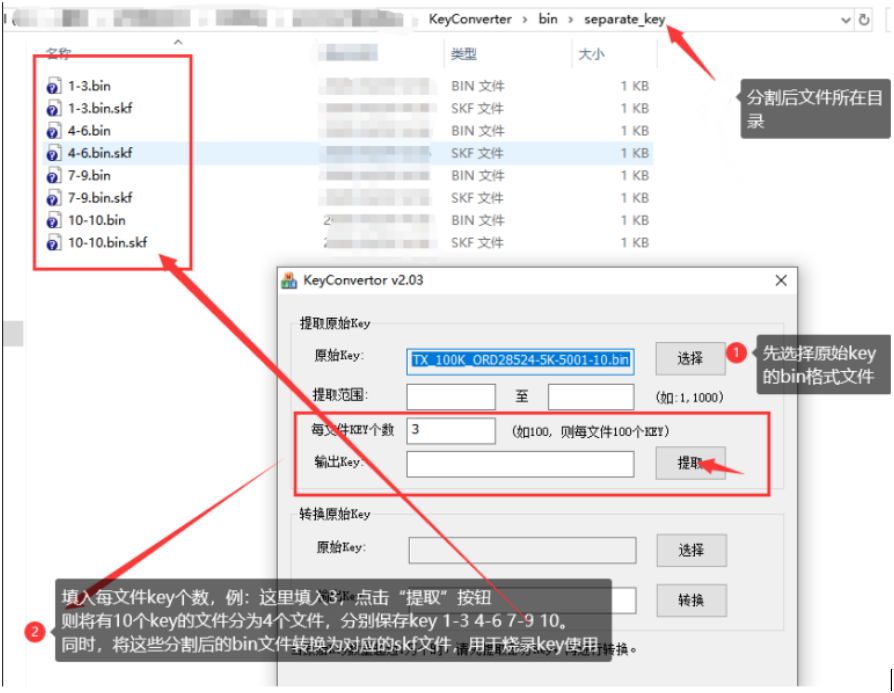 KeyConverter › bin › separate_key
名称
类型
大小
1-3.bin
BIN 文件
1 KB
1-3.bin.skf
SKF 文件
1 KB
4-6.bin
BIN 文件
1 KB
4-6.bin.skf
SKF 文件
1 KB
7-9.bin
BIN 文件
1 KB
7-9.bin.skf
SKF 文件
1 KB
10-10.bin
BIN 文件
1 KB
10-10.bin.skf
SKF 文件
1 KB
分割后文件所在目
录
KeyConvertor v2.03
提取原始Key
原始Key:
TX_100K_ORD28524-5K-5001-10.bin
选择
1
先选择原始key
的bin格式文件
提取范围:
至
(如:1,1000)
每文件KEY个数
3
(如100, 则每文件100个KEY)
输出Key:
提取
转换原始Key
原始Key:
选择
转换
2
填入每文件key个数，例：这里填入3，点击“提取”按钮
则将有10个key的文件分为4个文件，分别保存key 1-3 4-6 7-9 10。
同时，将这些分割后的bin文件转换为对应的skf文件，用于烧录key使用